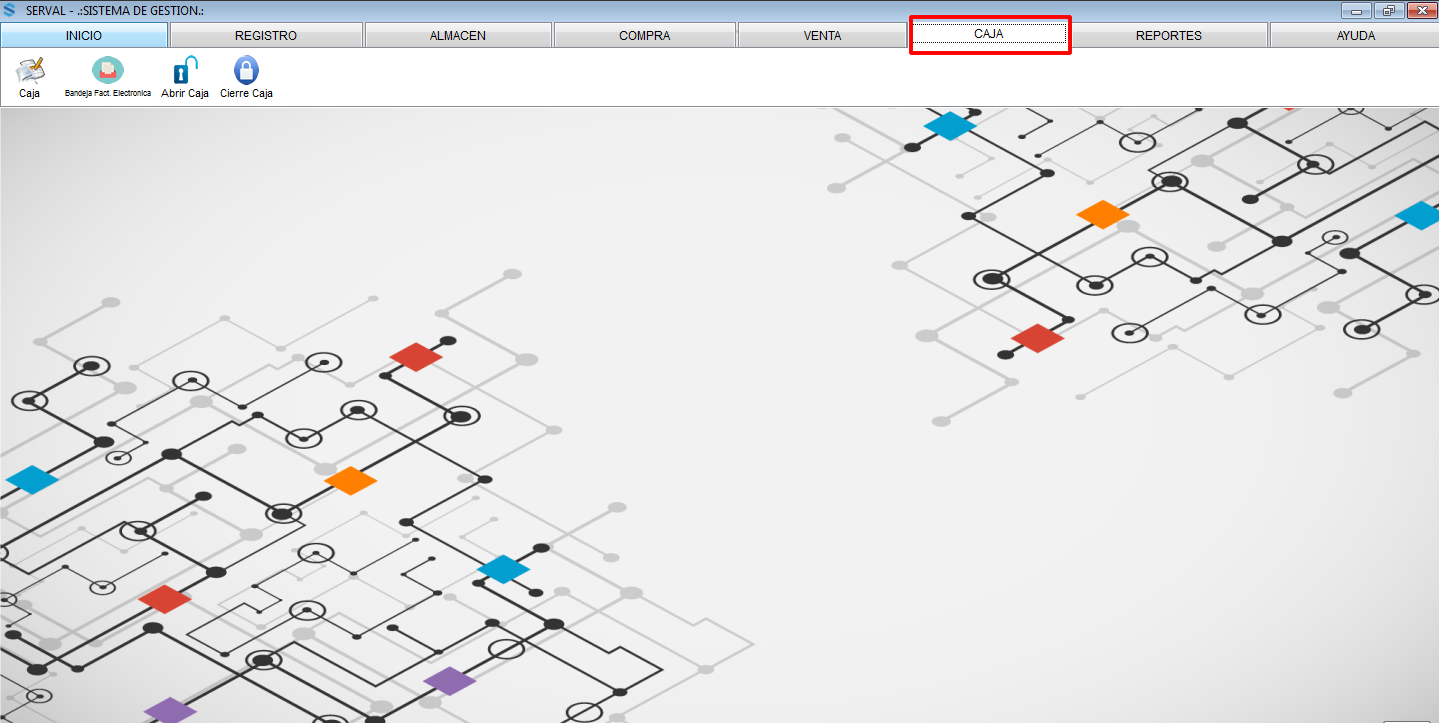 SERVAL - .:SISTEMA DE GESTION.:
INICIO REGISTRO ALMACEN COMPRA VENTA CAJA REPORTES AYUDA
Caja Bandeja Fact. Electronica Abrir Caja Cierre Caja